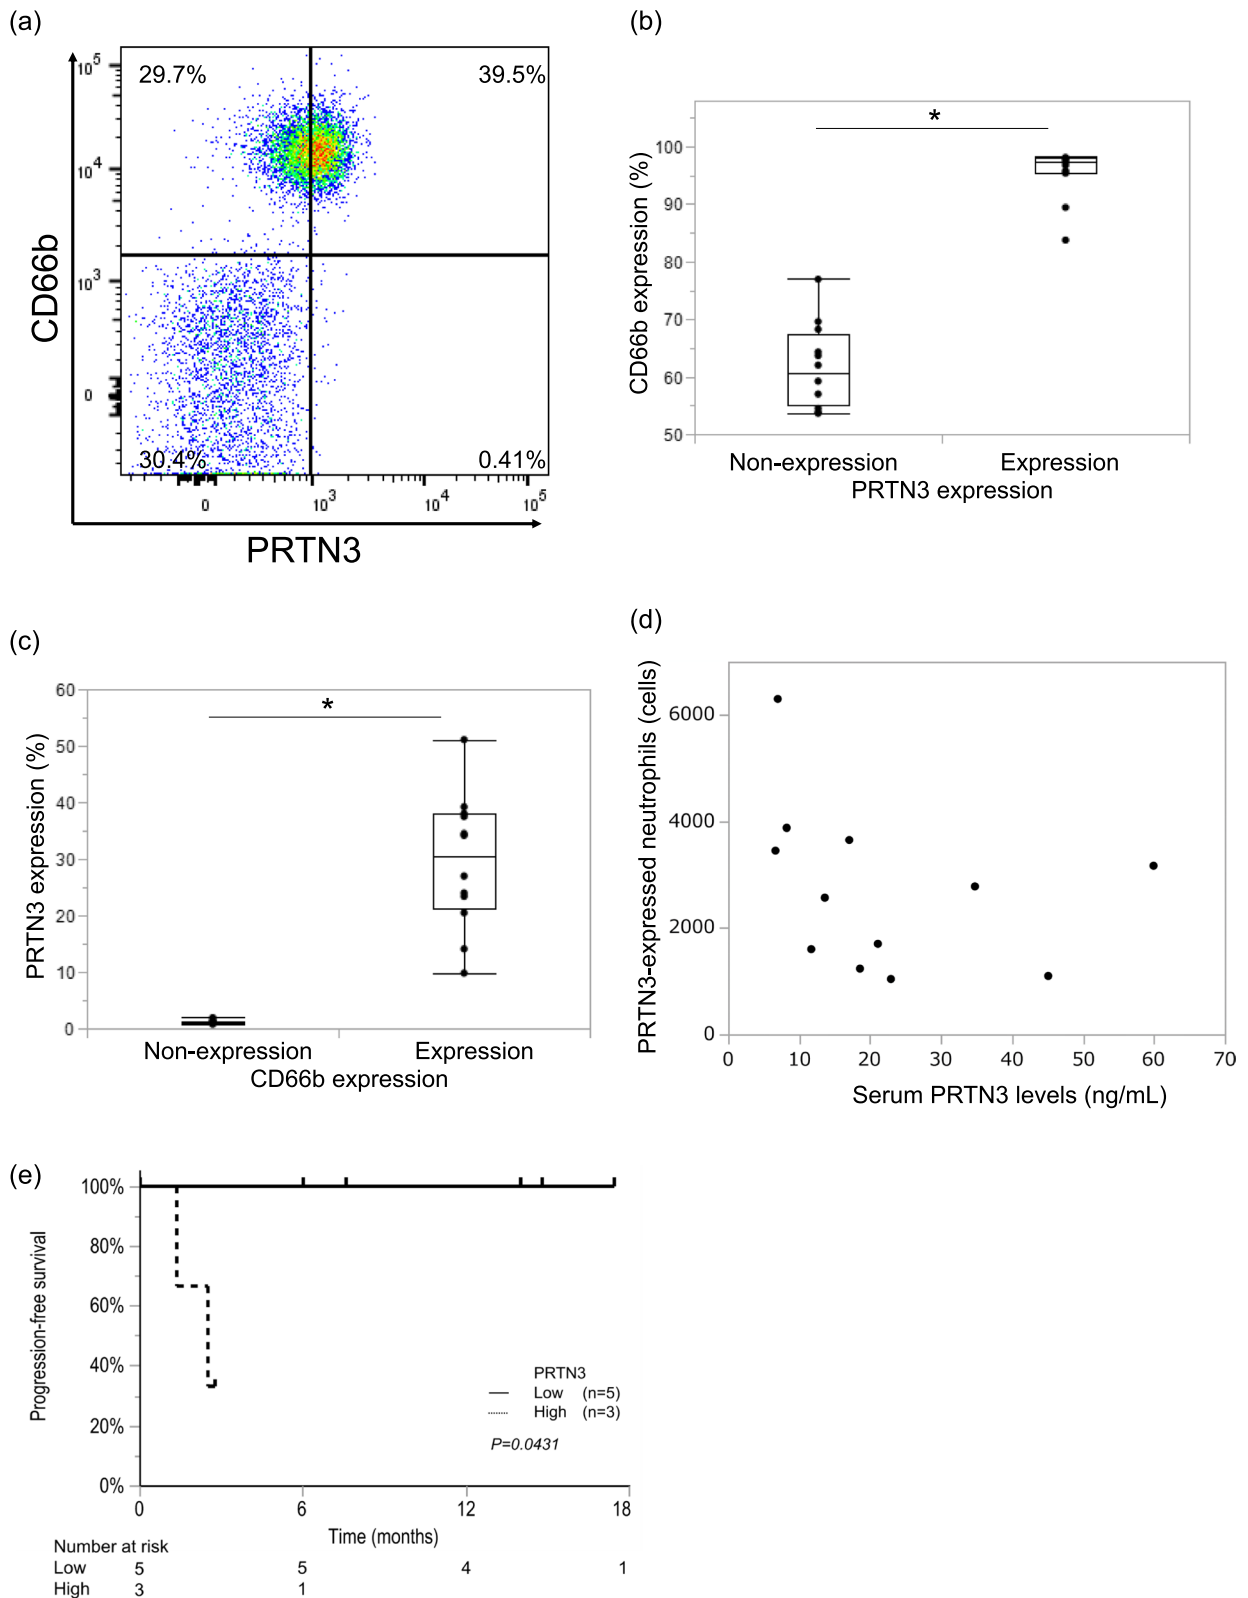 (a)
29.7%
39.5%
30.4%
0.41%
10^5
10^4
10^3
0
CD66b
0
10^3
10^4
10^5
PRTN3
(b)
*
CD66b expression (%)
100
90
80
70
60
50
Non-expression
Expression
PRTN3 expression
(c)
*
PRTN3 expression (%)
60
50
40
30
20
10
0
Non-expression
Expression
CD66b expression
(d)
PRTN3-expressed neutrophils (cells)
6000
4000
2000
0
0 10 20 30 40 50 60 70
Serum PRTN3 levels (ng/mL)
(e)
Progression-free survival
100%
80%
60%
40%
20%
0%
PRTN3
Low (n=5)
High (n=3)
P=0.0431
0 6 12 18
Time (months)
Number at risk
Low 5 5 4 1
High 3 1